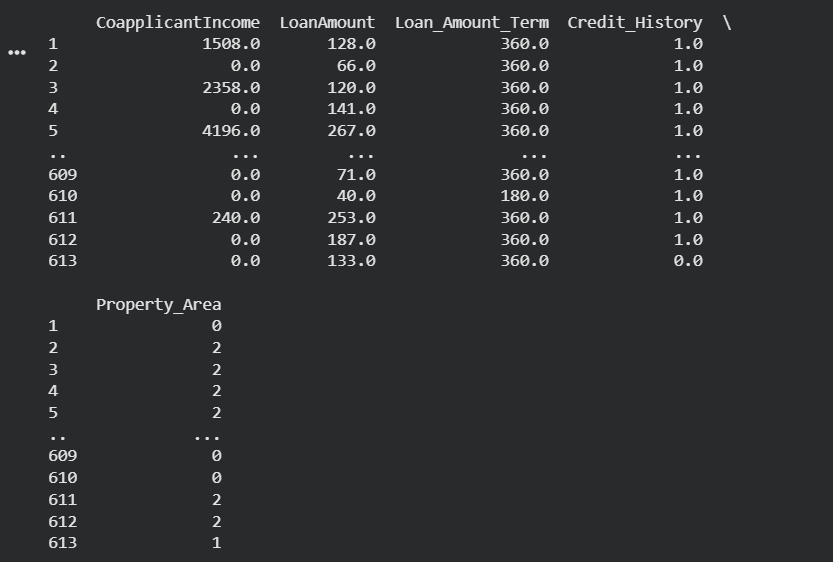 CoapplicantIncome LoanAmount Loan_Amount_Term Credit_History \
1 1508.0 128.0 360.0 1.0
... 2 0.0 66.0 360.0 1.0
3 2358.0 120.0 360.0 1.0
4 0.0 141.0 360.0 1.0
5 4196.0 267.0 360.0 1.0
.. ... ... ... ...
609 0.0 71.0 360.0 1.0
610 0.0 40.0 180.0 1.0
611 240.0 253.0 360.0 1.0
612 0.0 187.0 360.0 1.0
613 0.0 133.0 360.0 0.0
Property_Area
1 0
2 2
3 2
4 2
5 2
.. ...
609 0
610 0
611 2
612 2
613 1